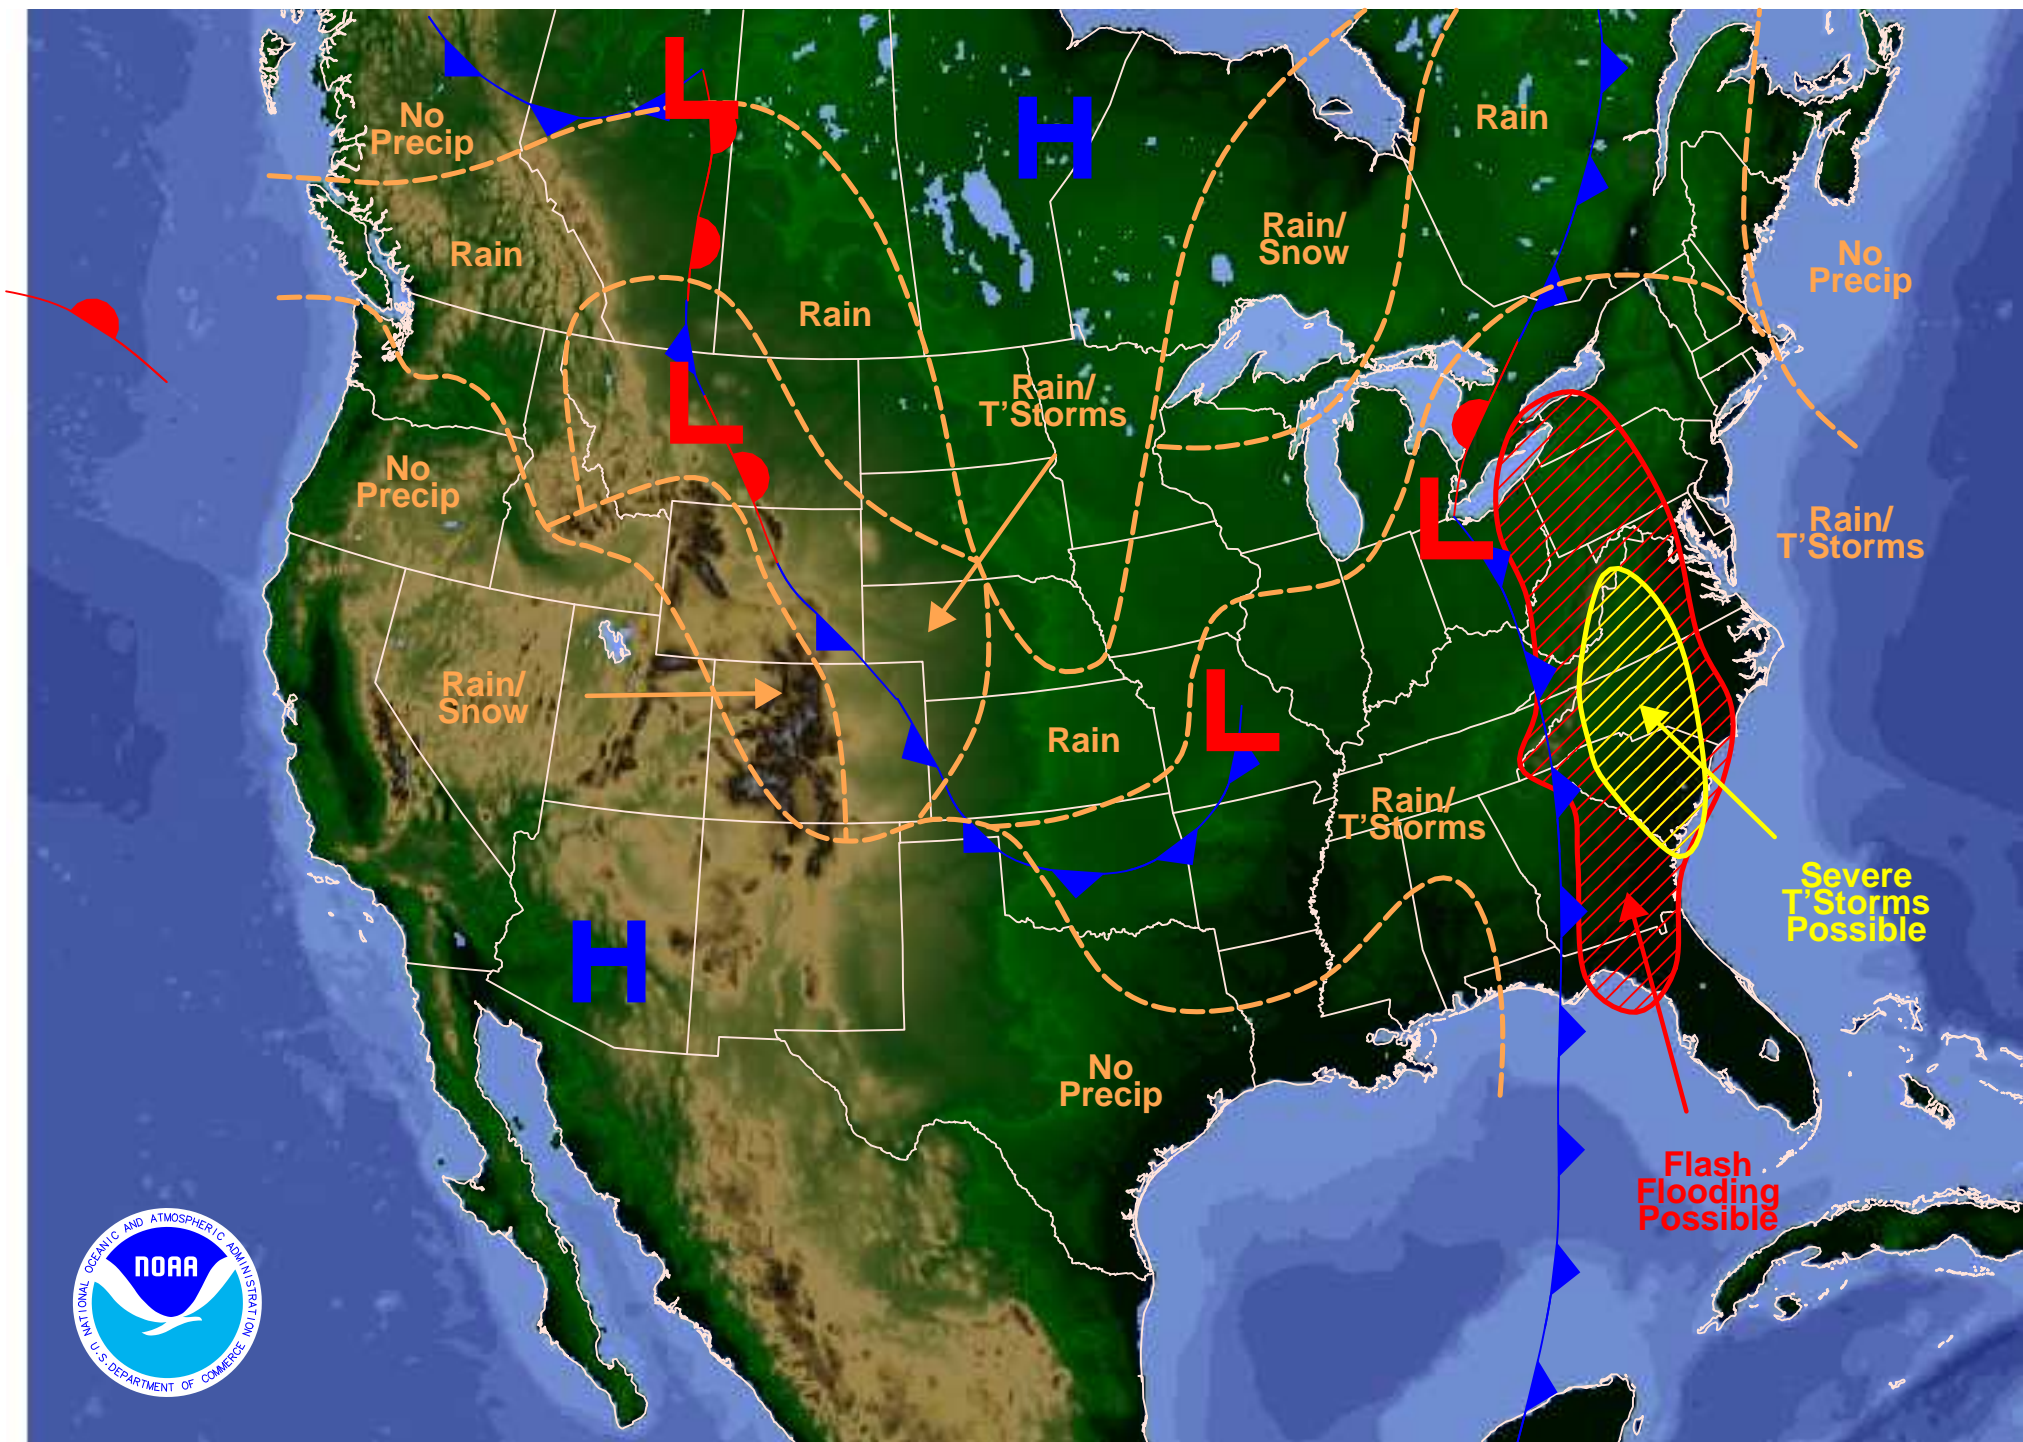 L
H
No
Precip
Rain
Rain
Rain/
Snow
No
Precip
Rain
Rain/
T'Storms
L
No
Precip
L
Rain/
T'Storms
Rain/
Snow
Rain
L
Rain/
T'Storms
Severe
T'Storms
Possible
H
No
Precip
Flash
Flooding
Possible
NATIONAL OCEANIC AND ATMOSPHERIC ADMINISTRATION
NOAA
U.S. DEPARTMENT OF COMMERCE
Rain